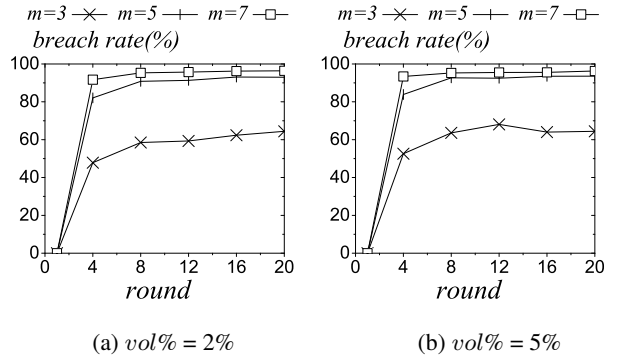 m=3 m=5 m=7
breach rate(%)
100
80
60
40
20
0
0 4 8 12 16 20
round
(a) vol% = 2%
m=3 m=5 m=7
breach rate(%)
100
80
60
40
20
0
0 4 8 12 16 20
round
(b) vol% = 5%